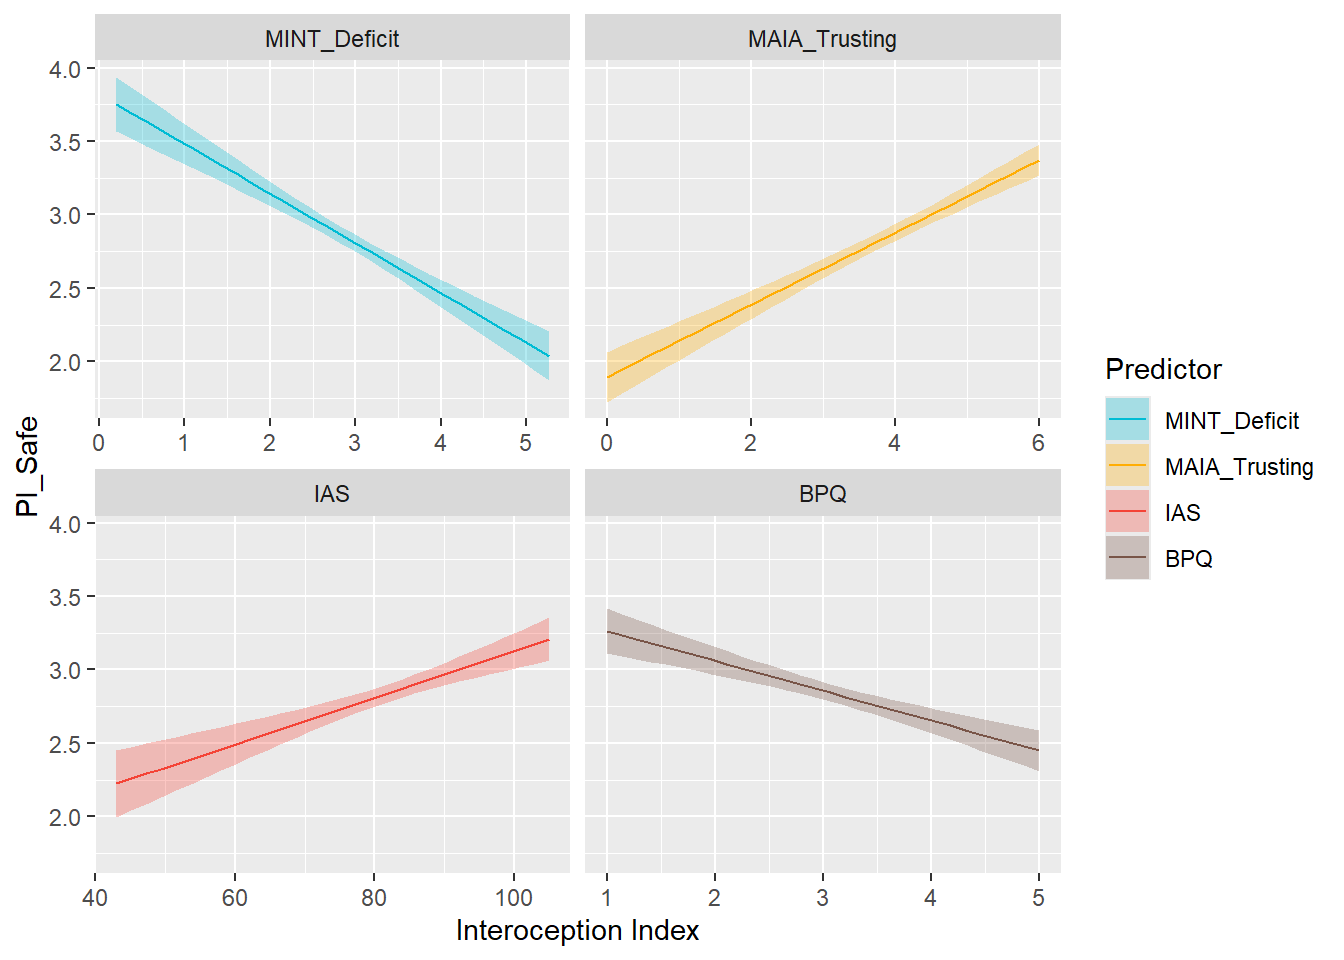 MINT_Deficit
MAIA_Trusting
4.0
3.5
3.0
2.5
2.0
0 1 2 3 4 5
0 2 4 6
IAS
BPQ
4.0
3.5
3.0
2.5
2.0
40 60 80 100
1 2 3 4 5
PI_Safe
Interoception Index
Predictor
MINT_Deficit
MAIA_Trusting
IAS
BPQ